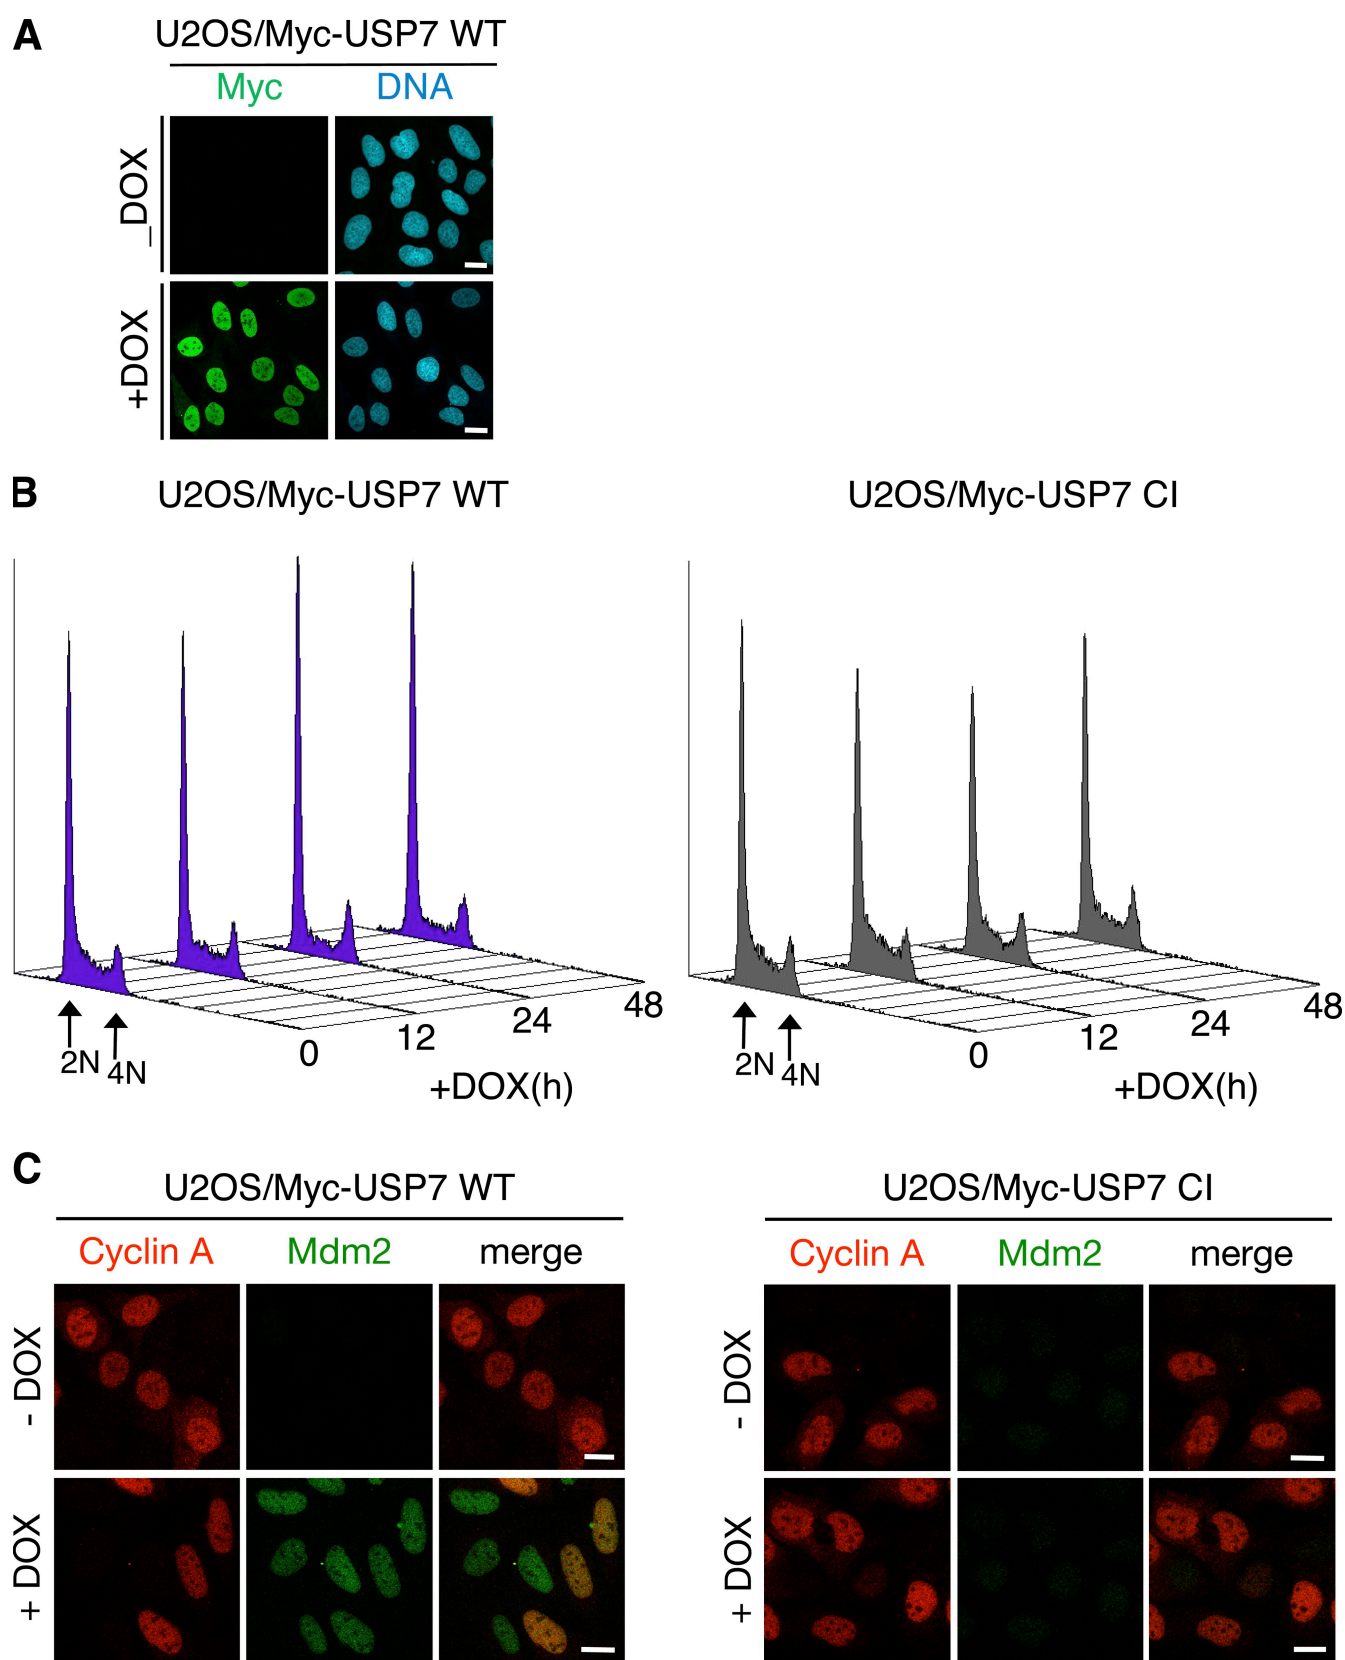 A
U2OS/Myc-USP7 WT
Myc DNA
_DOX
+DOX
B
U2OS/Myc-USP7 WT U2OS/Myc-USP7 CI
2N 4N 0 12 24 48
+DOX(h)
2N 4N 0 12 24 48
+DOX(h)
C
U2OS/Myc-USP7 WT U2OS/Myc-USP7 CI
Cyclin A Mdm2 merge Cyclin A Mdm2 merge
- DOX - DOX
+ DOX + DOX